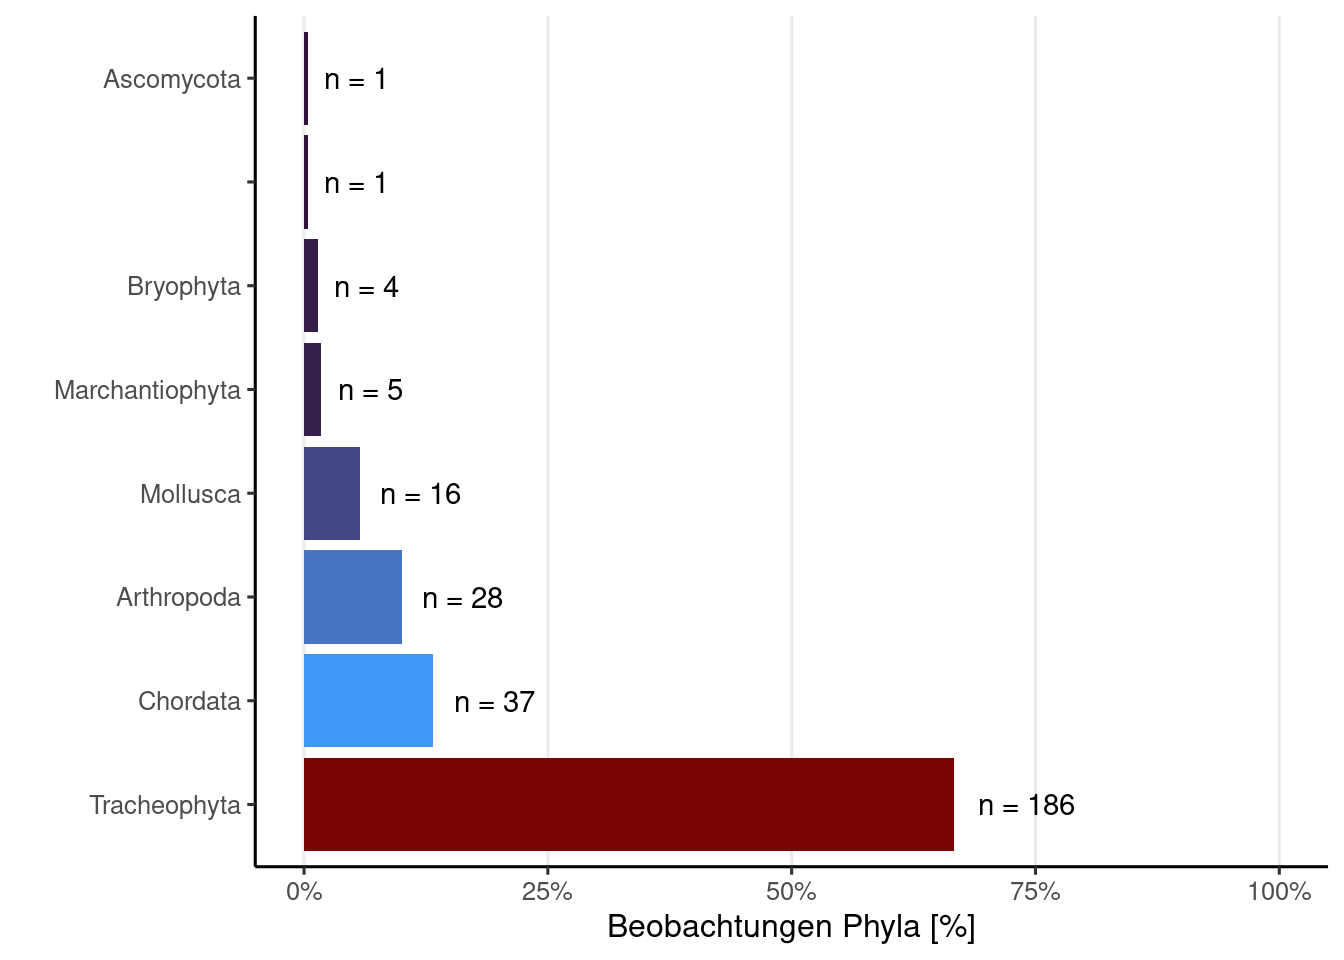 Ascomycota n = 1
n = 1
Bryophyta n = 4
Marchantiophyta n = 5
Mollusca n = 16
Arthropoda n = 28
Chordata n = 37
Tracheophyta n = 186
0% 25% 50% 75% 100%
Beobachtungen Phyla [%]